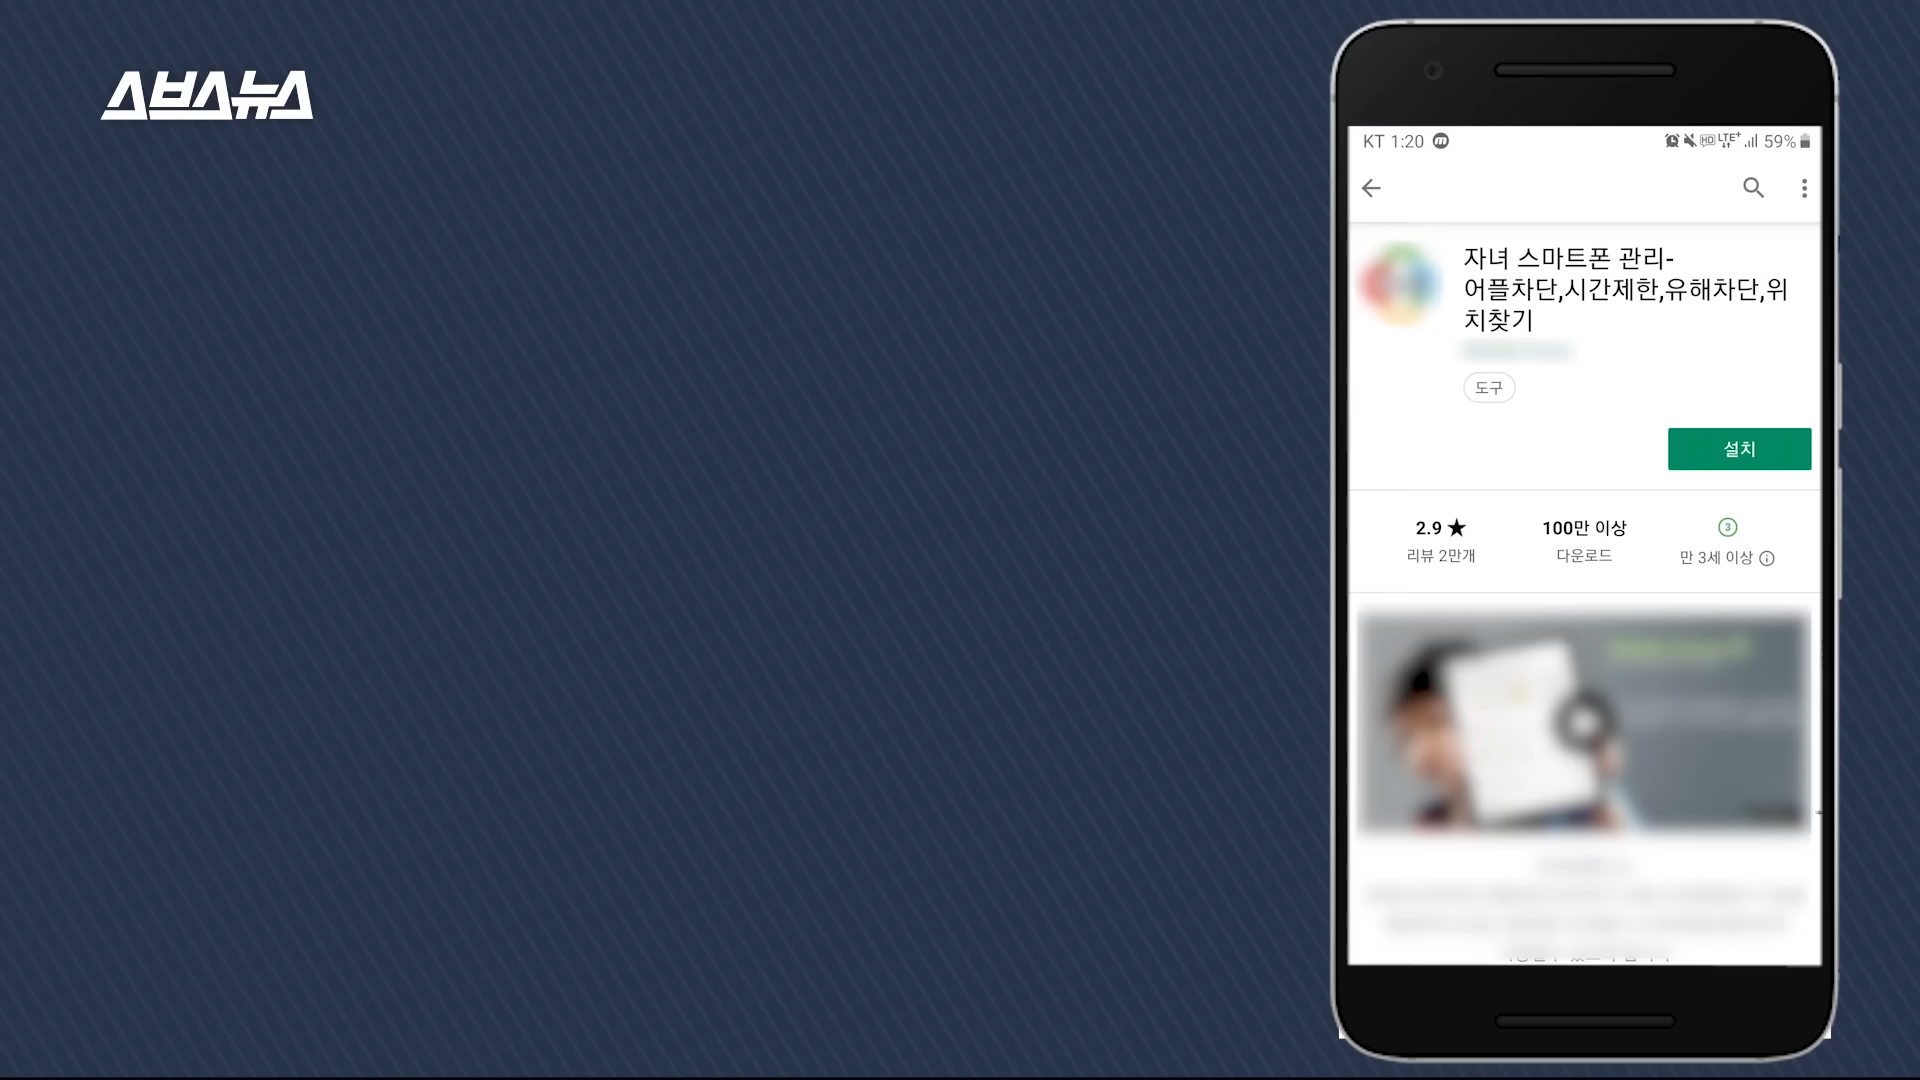 스브스뉴스
KT 1:20
HD LTE+ 59%
자녀 스마트폰 관리-
어플차단,시간제한,유해차단,위
치찾기
도구
설치
2.9 ★ 100만 이상 3
리뷰 2만개 다운로드 만 3세 이상